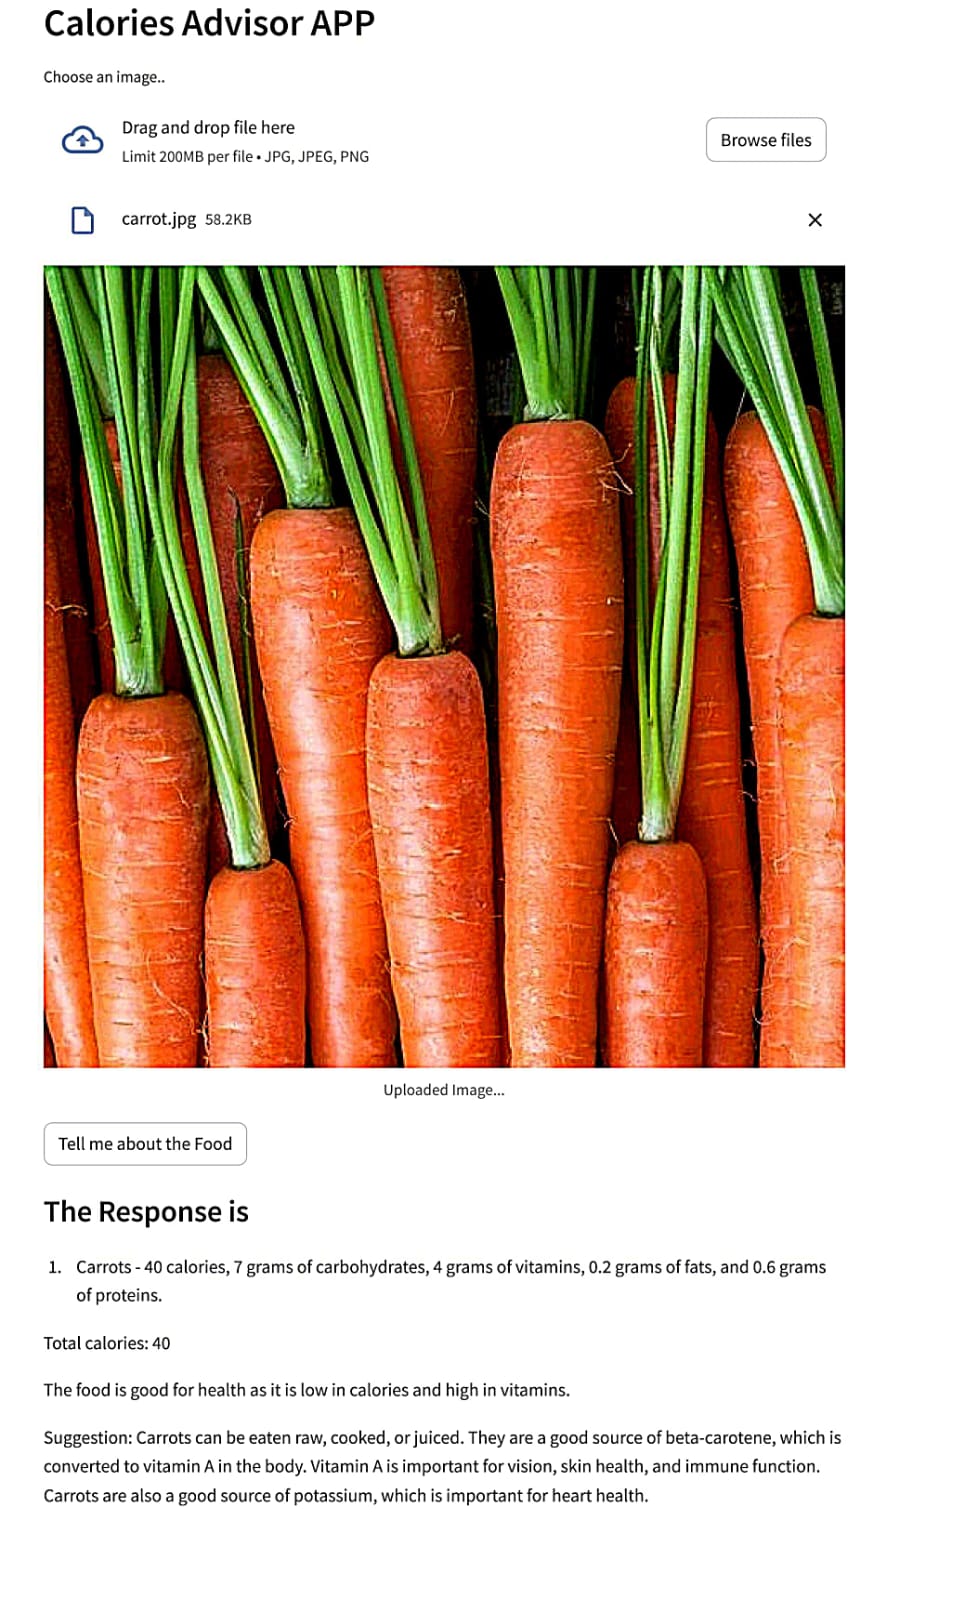 Calories Advisor APP
Choose an image..
Drag and drop file here
Limit 200MB per file • JPG, JPEG, PNG
Browse files
carrot.jpg 58.2KB
Uploaded Image...
Tell me about the Food
The Response is
1. Carrots - 40 calories, 7 grams of carbohydrates, 4 grams of vitamins, 0.2 grams of fats, and 0.6 grams
of proteins.
Total calories: 40
The food is good for health as it is low in calories and high in vitamins.
Suggestion: Carrots can be eaten raw, cooked, or juiced. They are a good source of beta-carotene, which is
converted to vitamin A in the body. Vitamin A is important for vision, skin health, and immune function.
Carrots are also a good source of potassium, which is important for heart health.